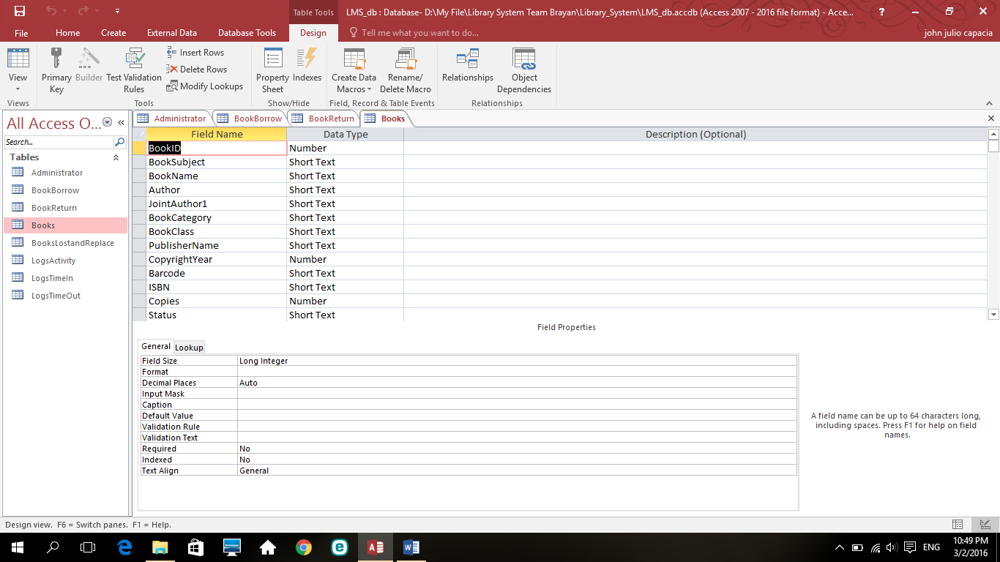 Table Tools
LMS_db : Database- D:\My File\Library System Team Brayan\Library_System\LMS_db.accdb (Access 2007 - 2016 file format) - Acce...
?
File Home Create External Data Database Tools Design Tell me what you want to do... john julio capacia
View
Primary Key
Builder
Test Validation Rules
Insert Rows
Delete Rows
Modify Lookups
Property Sheet
Indexes
Create Data Macros
Rename/ Delete Macro
Relationships
Object Dependencies
Views Tools Show/Hide Field, Record & Table Events Relationships
All Access O...
Search...
Tables
Administrator
BookBorrow
BookReturn
Books
BooksLostandReplace
LogsActivity
LogsTimeIn
LogsTimeOut
Administrator BookBorrow BookReturn Books
Field Name Data Type Description (Optional)
BookID Number
BookSubject Short Text
BookName Short Text
Author Short Text
JointAuthor1 Short Text
BookCategory Short Text
BookClass Short Text
PublisherName Short Text
CopyrightYear Number
Barcode Short Text
ISBN Short Text
Copies Number
Status Short Text
Field Properties
General Lookup
Field Size Long Integer
Format
Decimal Places Auto
Input Mask
Caption
Default Value
Validation Rule
Validation Text
Required No
Indexed No
Text Align General
A field name can be up to 64 characters long,
including spaces. Press F1 for help on field
names.
Design view. F6 = Switch panes. F1 = Help.
ENG
10:49 PM
3/2/2016